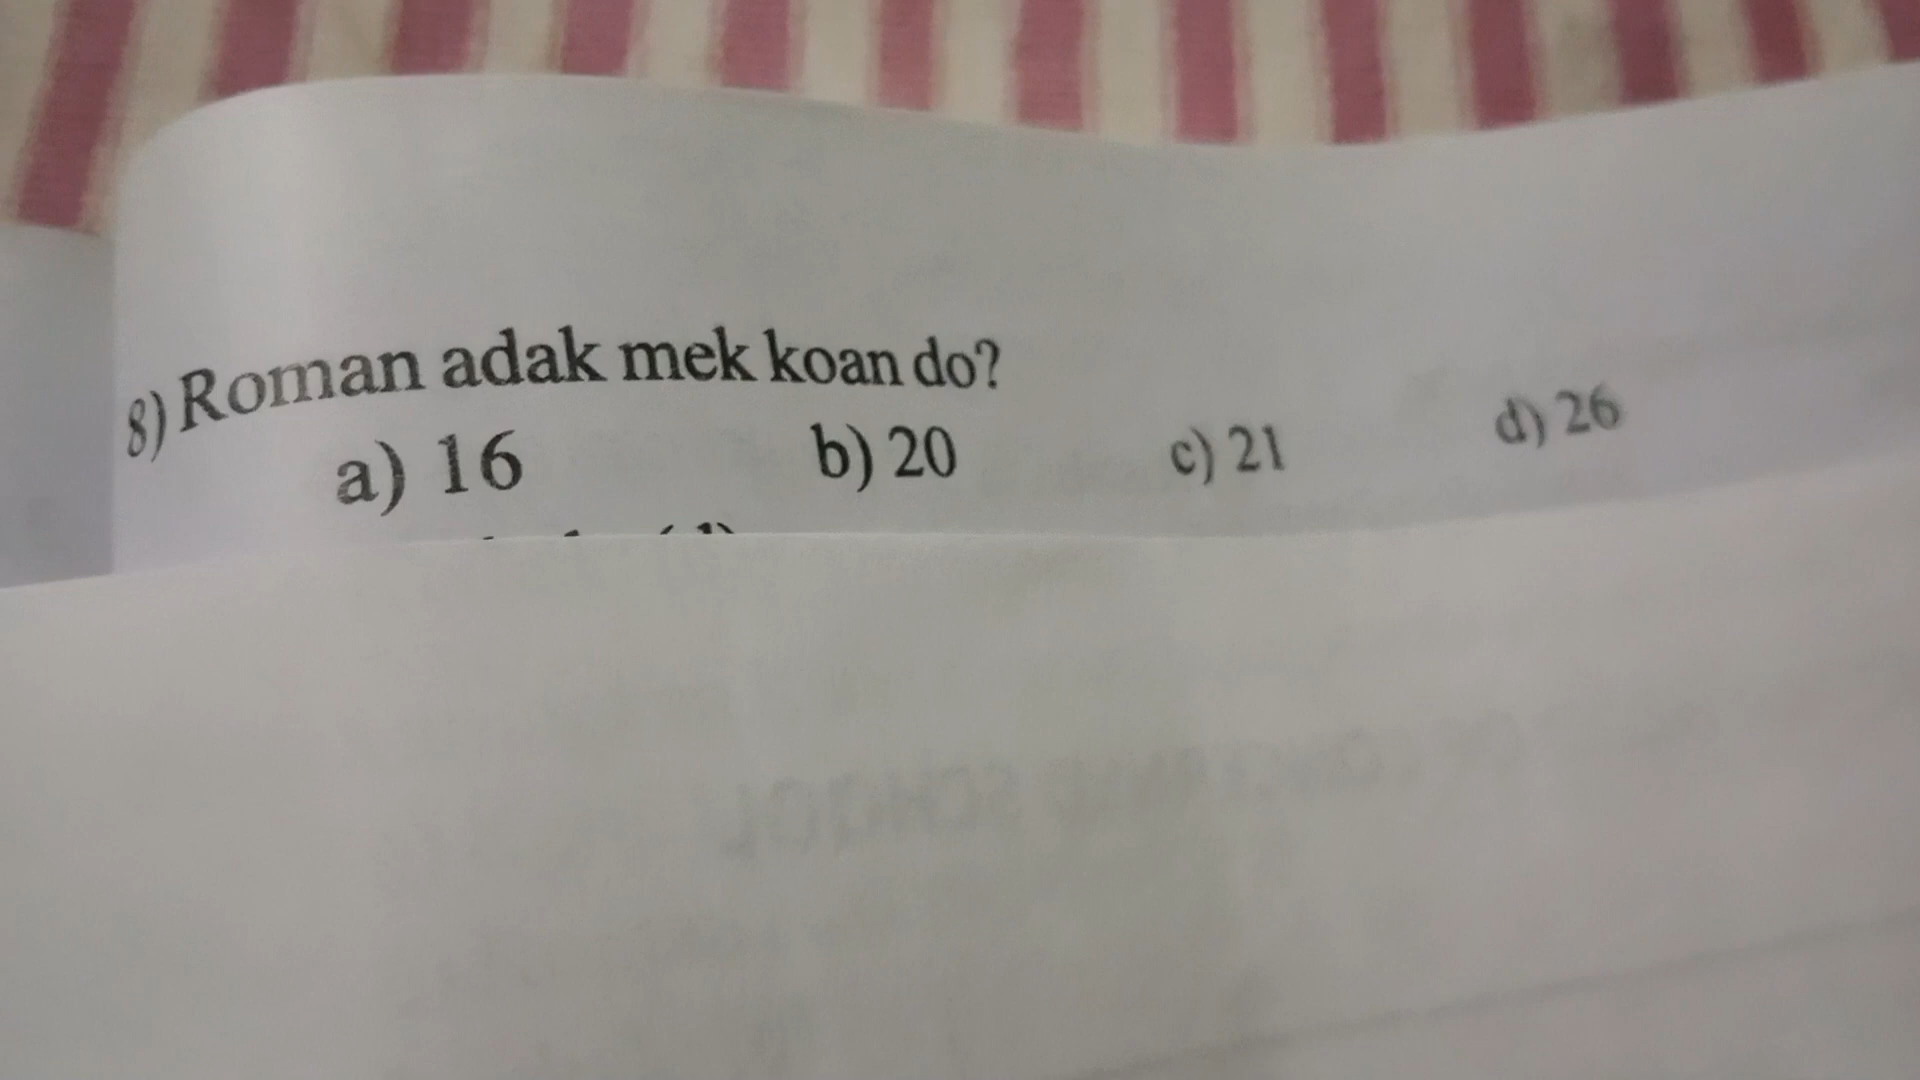 8) Roman adak mek koan do?
a) 16 b) 20 c) 21 d) 26